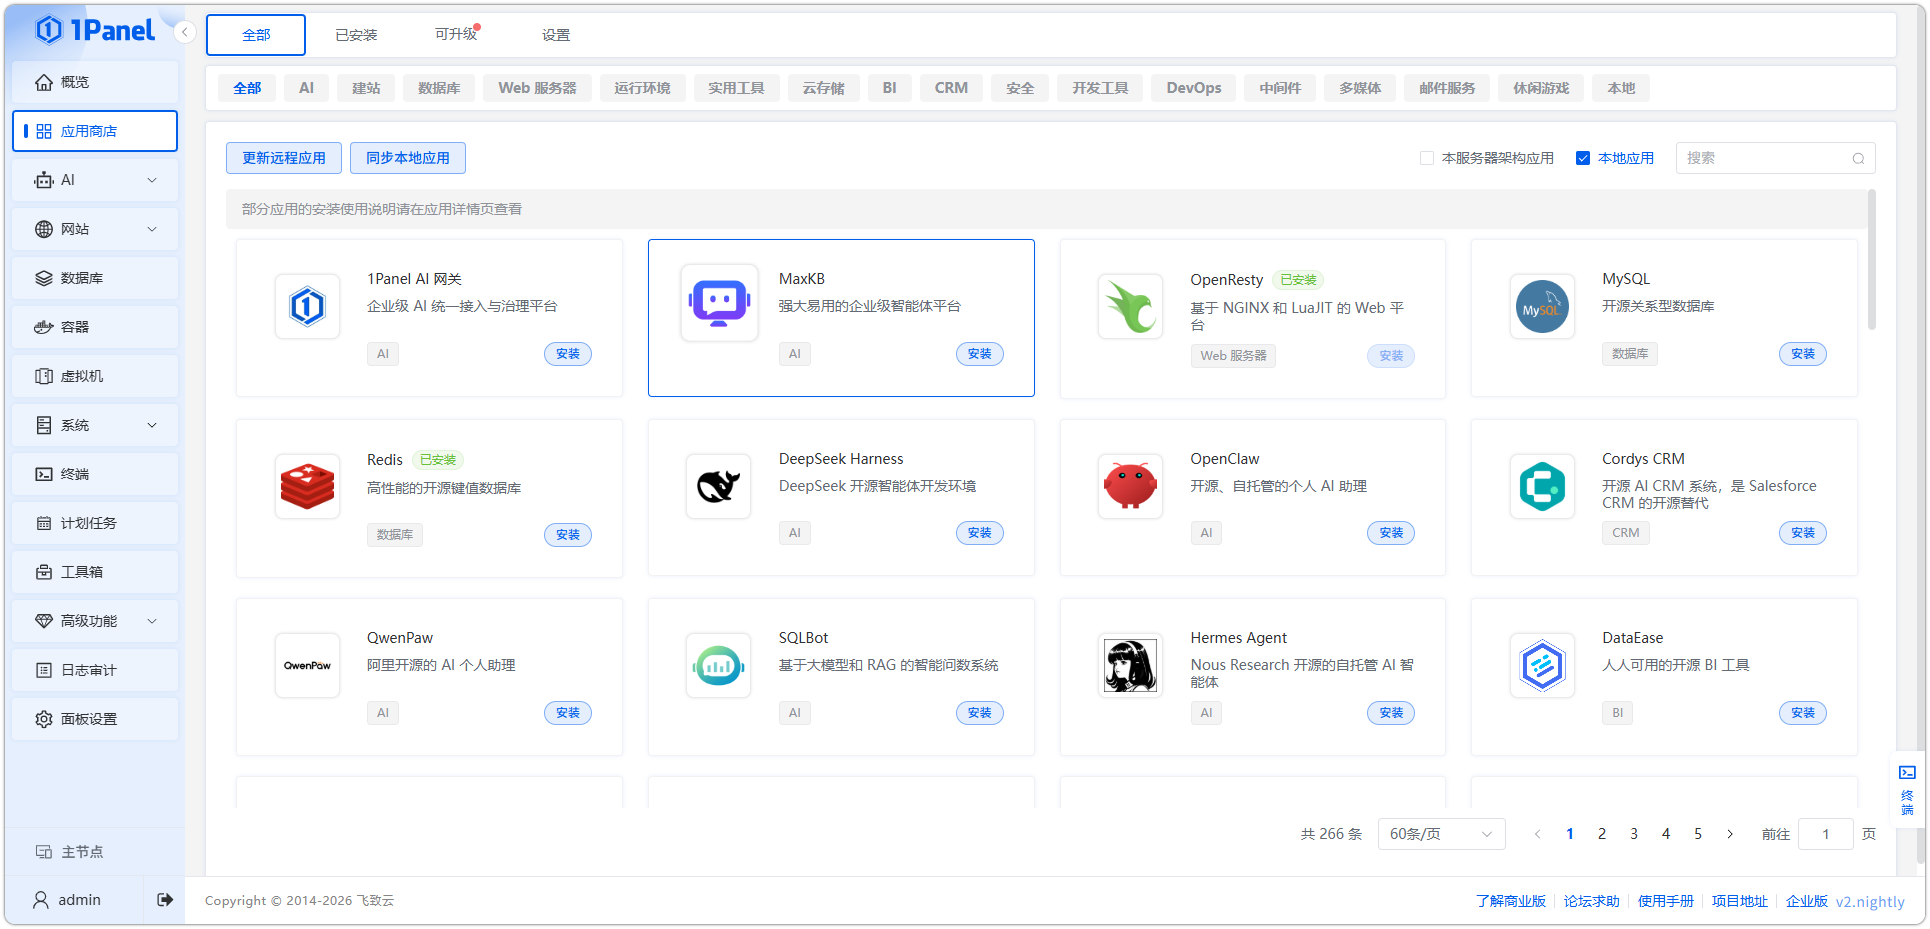 1Panel
概览
应用商店
AI
网站
数据库
容器
虚拟机
系统
终端
计划任务
工具箱
高级功能
日志审计
面板设置
主节点
admin
全部 已安装 可升级 设置
全部 AI 建站 数据库 Web 服务器 运行环境 实用工具 云存储 BI CRM 安全 开发工具 DevOps 中间件 多媒体 邮件服务 休闲游戏 本地
更新远程应用 同步本地应用 本服务器架构应用 本地应用 搜索
部分应用的安装使用说明请在应用详情页查看
1Panel AI 网关
企业级 AI 统一接入与治理平台
AI 安装
MaxKB
强大易用的企业级智能体平台
AI 安装
OpenResty 已安装
基于 NGINX 和 LuaJIT 的 Web 平
台
Web 服务器 安装
MySQL
MySQL
开源关系型数据库
数据库 安装
Redis 已安装
高性能的开源键值数据库
数据库 安装
DeepSeek Harness
DeepSeek 开源智能体开发环境
AI 安装
OpenClaw
开源、自托管的个人 AI 助理
AI 安装
Cordys CRM
开源 AI CRM 系统，是 Salesforce
CRM 的开源替代
CRM 安装
QwenPaw
QwenPaw
阿里开源的 AI 个人助理
AI 安装
SQLBot
基于大模型和 RAG 的智能问数系统
AI 安装
Hermes Agent
Nous Research 开源的自托管 AI 智
能体
AI 安装
DataEase
人人可用的开源 BI 工具
BI 安装
终
端
共 266 条 60条/页 1 2 3 4 5 前往 1 页
Copyright © 2014-2026 飞致云
了解商业版 论坛求助 使用手册 项目地址 企业版 v2.nightly